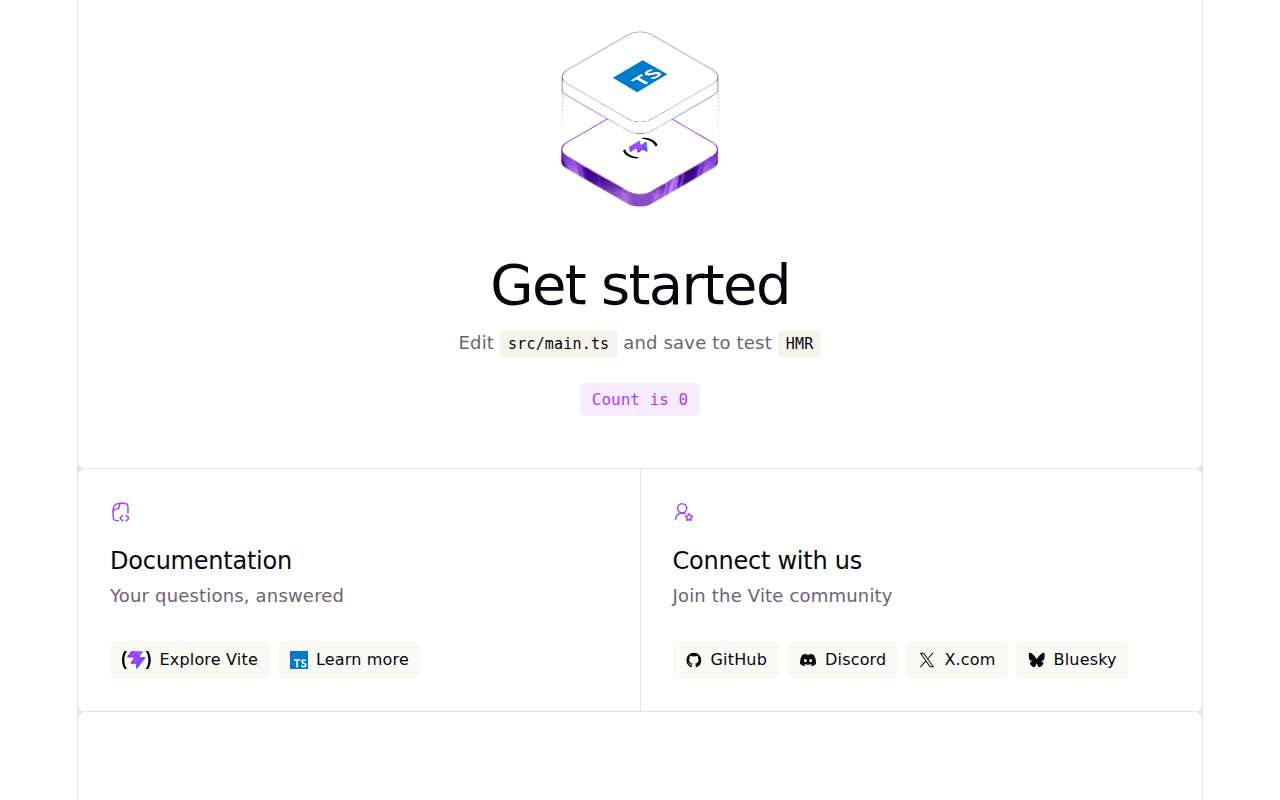 TS
Get started
Edit src/main.ts and save to test HMR
Count is 0
Documentation
Your questions, answered
Explore Vite
TS Learn more
Connect with us
Join the Vite community
GitHub
Discord
X.com
Bluesky